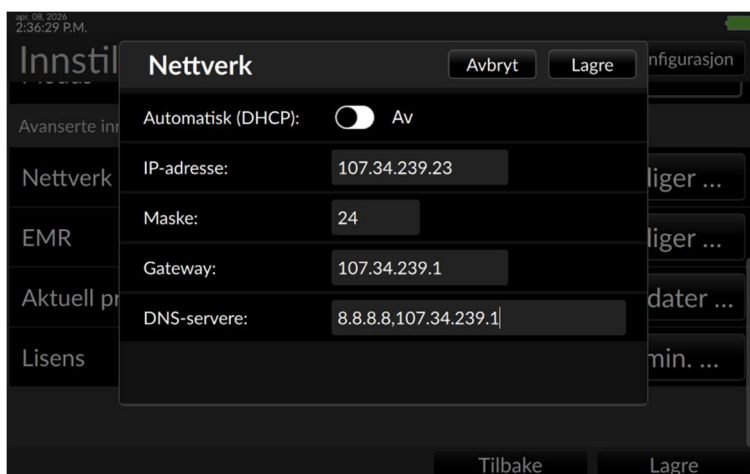 apr. 08, 2026
2:36:29 P.M.
Innstil
Nettverk
Avbryt
Lagre
nfigurasjon
Automatisk (DHCP):
Av
Avanserte inn
IP-adresse:
107.34.239.23
Nettverk
liger ...
Maske:
24
EMR
liger ...
Gateway:
107.34.239.1
Aktuell pr
dater ...
DNS-servere:
8.8.8.8,107.34.239.1
Lisens
min. ...
Tilbake
Lagre